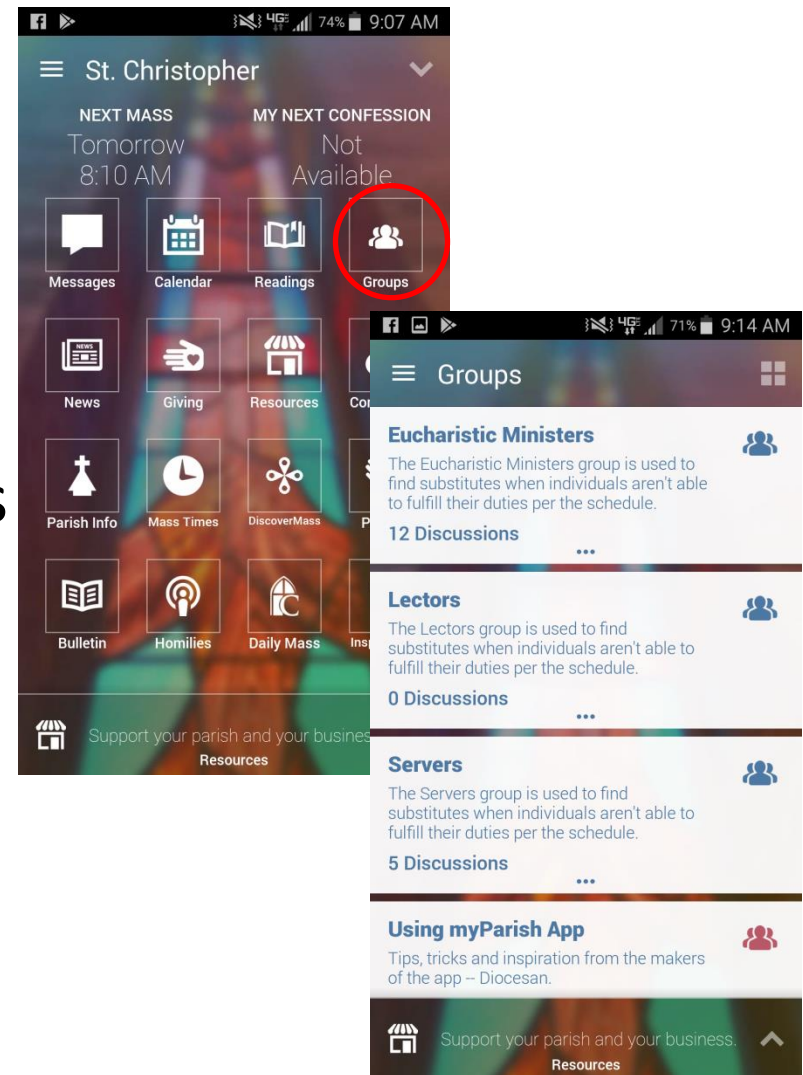 74% 9:07 AM
St. Christopher
NEXT MASS
Tomorrow
8:10 AM
MY NEXT CONFESSION
Not
Available
Messages Calendar Readings Groups
NEWS
News Giving Resources
Parish Info Mass Times DiscoverMass
C
Bulletin Homilies Daily Mass
Support your parish and your
Resources
4G 71% 9:14 AM
Groups
Eucharistic Ministers
The Eucharistic Ministers group is used to
find substitutes when individuals aren't able
to fulfill their duties per the schedule.
12 Discussions
Lectors
The Lectors group is used to find
substitutes when individuals aren't able to
fulfill their duties per the schedule.
0 Discussions
Servers
The Servers group is used to find
substitutes when individuals aren't able to
fulfill their duties per the schedule.
5 Discussions
Using myParish App
Tips, tricks and inspiration from the makers
of the app -- Diocesan.
Support your parish and your business.
Resources